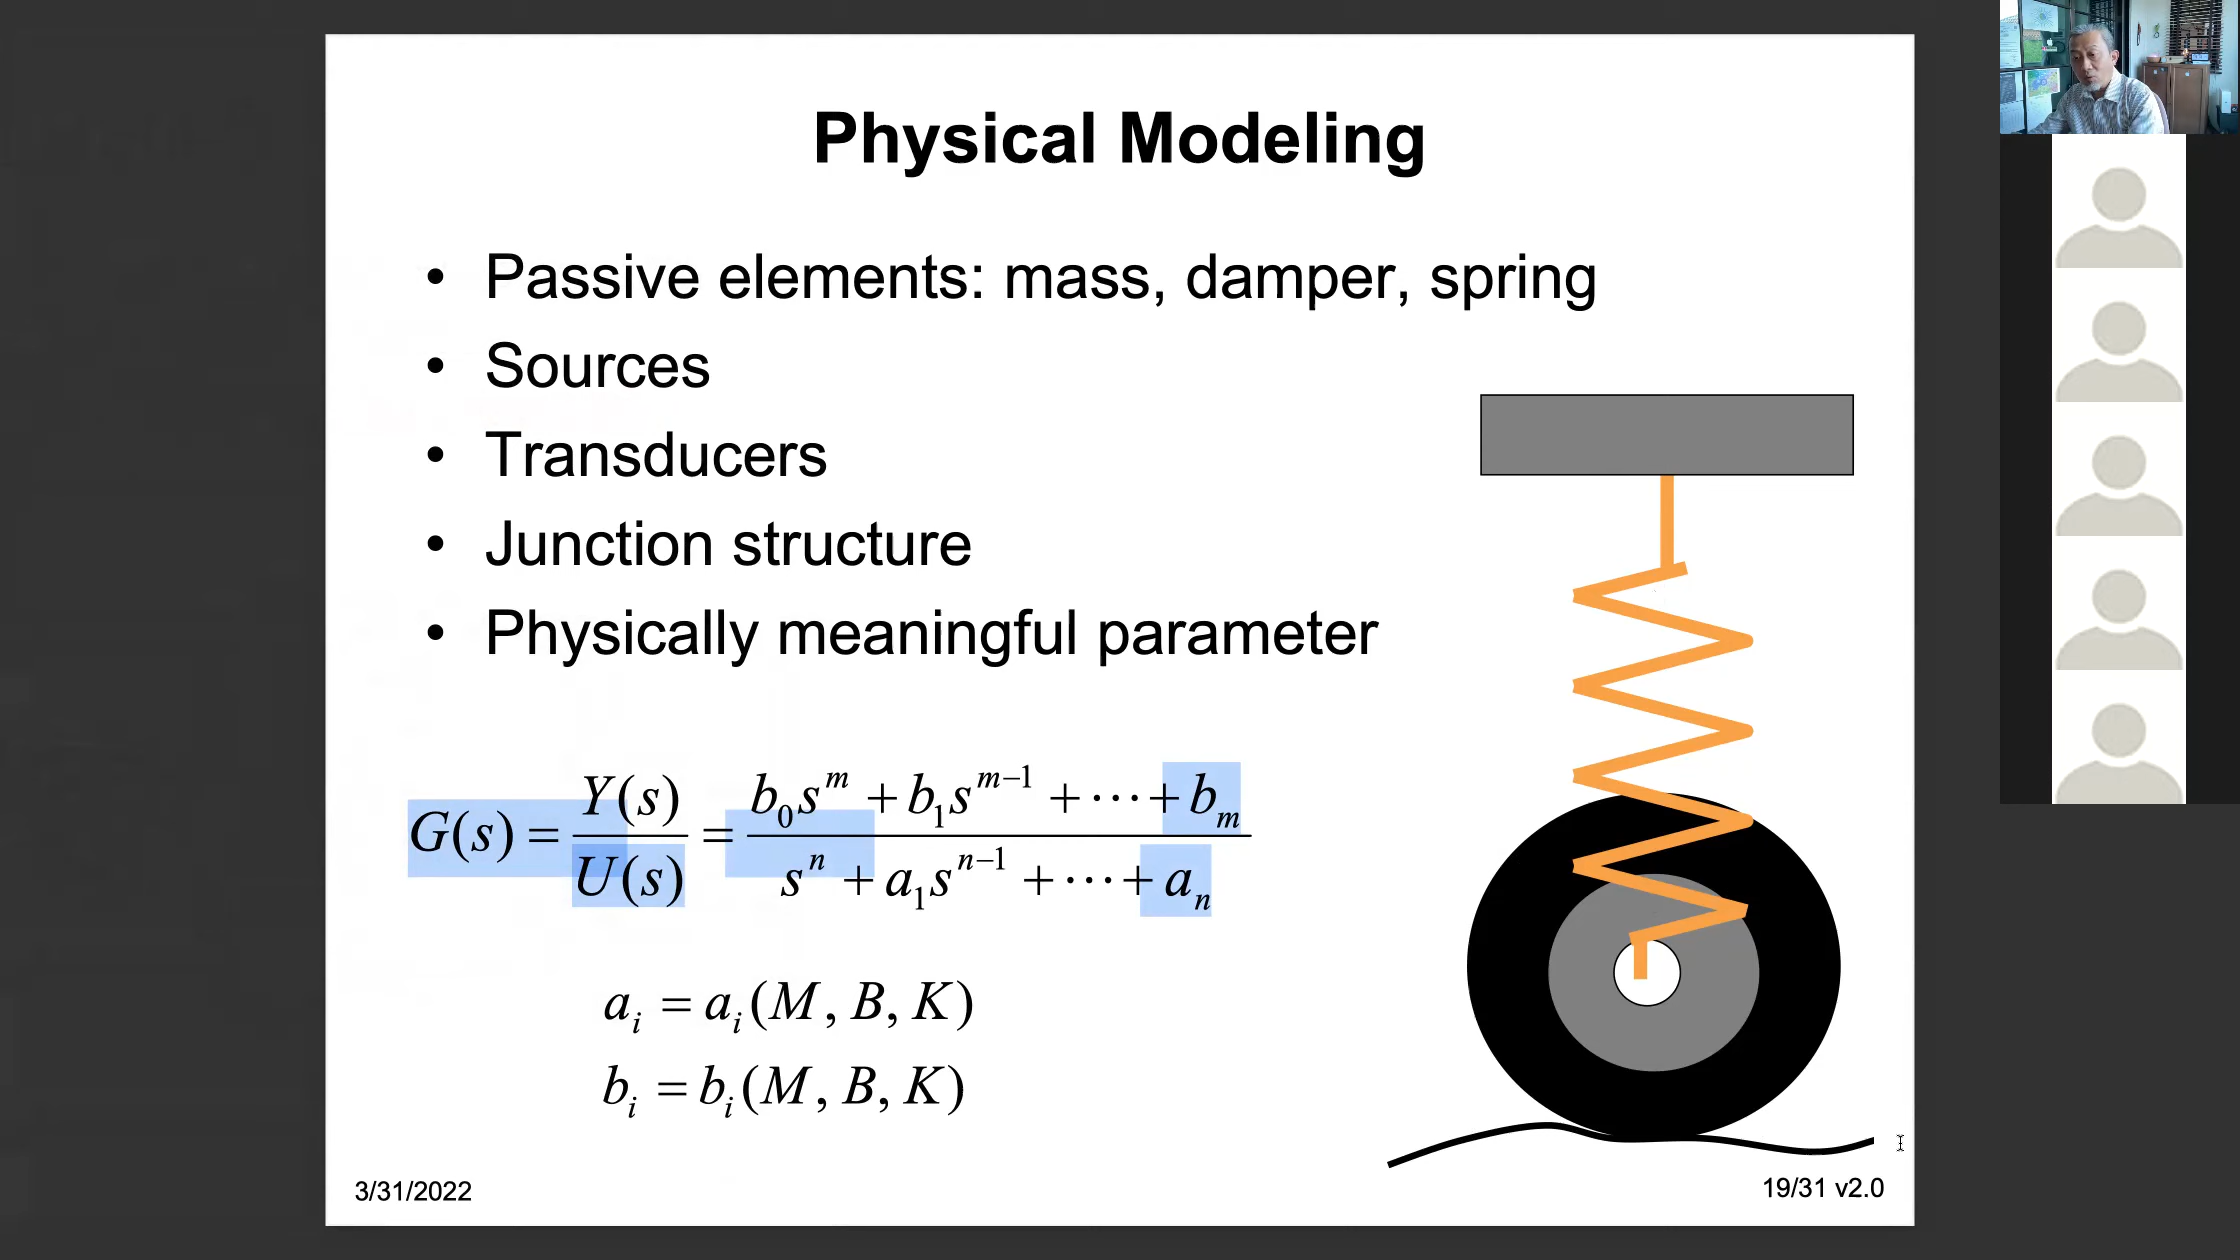 Physical Modeling
• Passive elements: mass, damper, spring
• Sources
• Transducers
• Junction structure
• Physically meaningful parameter
G(s) = Y(s)/U(s) = (b₀sᵐ + b₁sᵐ⁻¹ + ⋯ + bₘ)/(sⁿ + a₁sⁿ⁻¹ + ⋯ + aₙ)
aᵢ = aᵢ(M, B, K)
bᵢ = bᵢ(M, B, K)
3/31/2022
19/31 v2.0